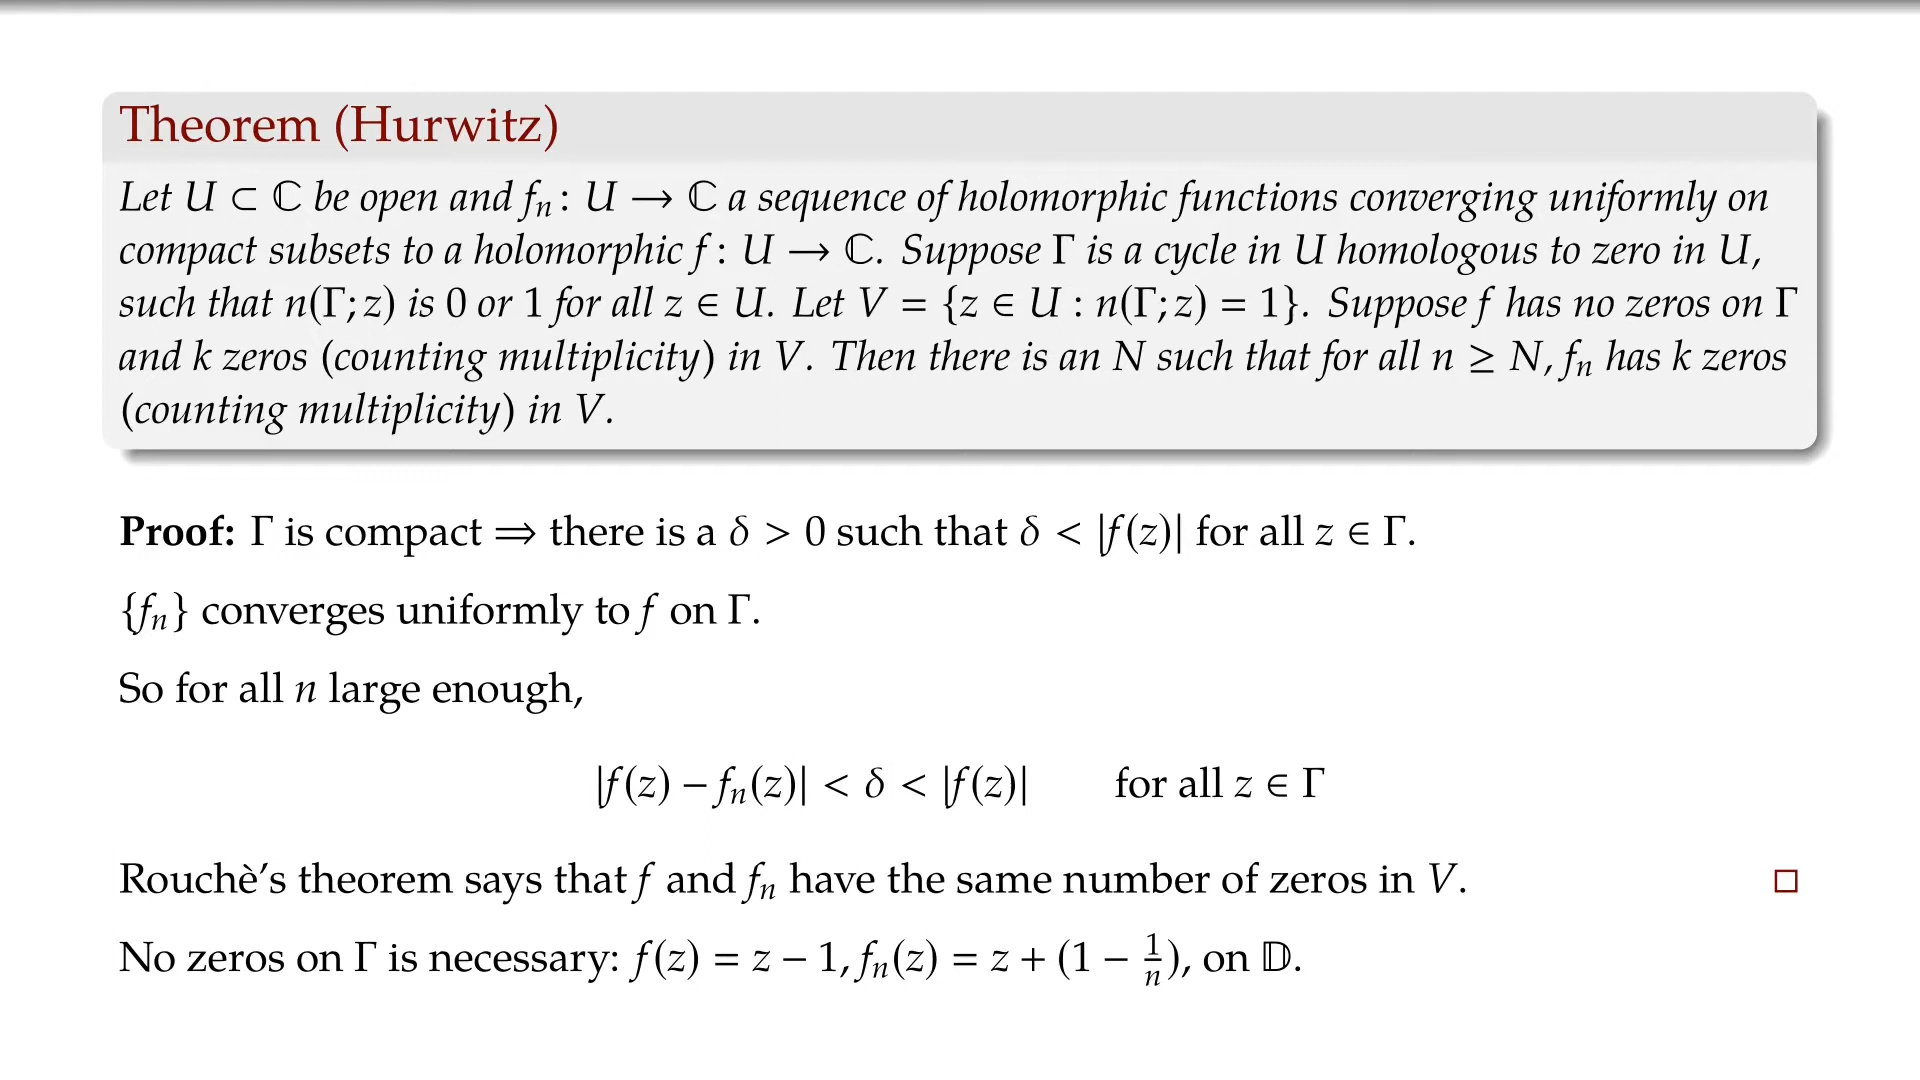 Theorem (Hurwitz)
Let U ⊂ ℂ be open and fₙ : U → ℂ a sequence of holomorphic functions converging uniformly on
compact subsets to a holomorphic f : U → ℂ. Suppose Γ is a cycle in U homologous to zero in U,
such that n(Γ; z) is 0 or 1 for all z ∈ U. Let V = {z ∈ U : n(Γ; z) = 1}. Suppose f has no zeros on Γ
and k zeros (counting multiplicity) in V. Then there is an N such that for all n ≥ N, fₙ has k zeros
(counting multiplicity) in V.
Proof: Γ is compact ⇒ there is a δ > 0 such that δ < |f(z)| for all z ∈ Γ.
{fₙ} converges uniformly to f on Γ.
So for all n large enough,
|f(z) − fₙ(z)| < δ < |f(z)| for all z ∈ Γ
Rouchè’s theorem says that f and fₙ have the same number of zeros in V. □
No zeros on Γ is necessary: f(z) = z − 1, fₙ(z) = z + (1 − 1/n), on 𝔻.